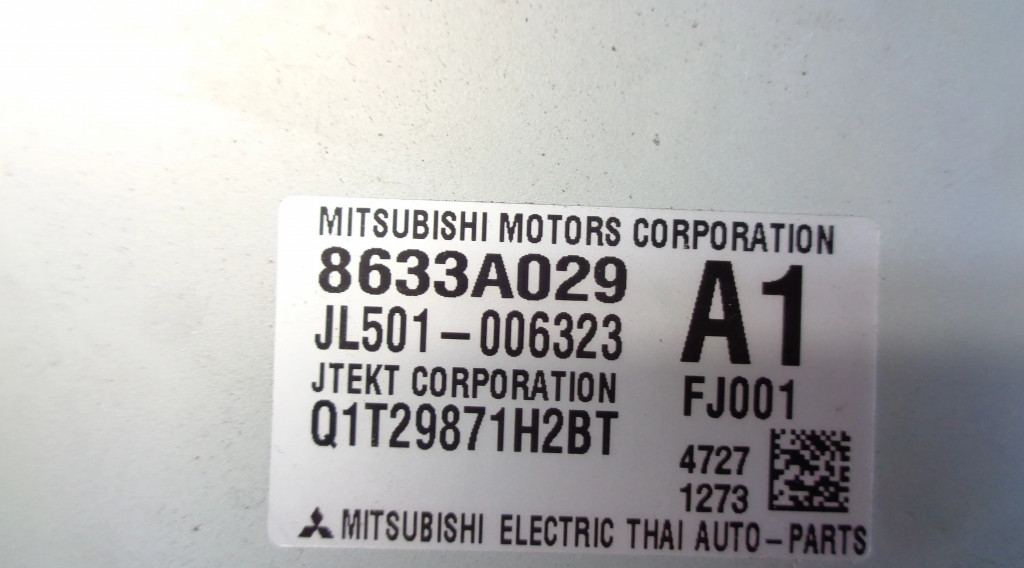 MITSUBISHI MOTORS CORPORATION
8633A029
A1
JL501-006323
JTEKT CORPORATION
FJ001
Q1T29871H2BT
4727
1273
MITSUBISHI ELECTRIC THAI AUTO-PARTS